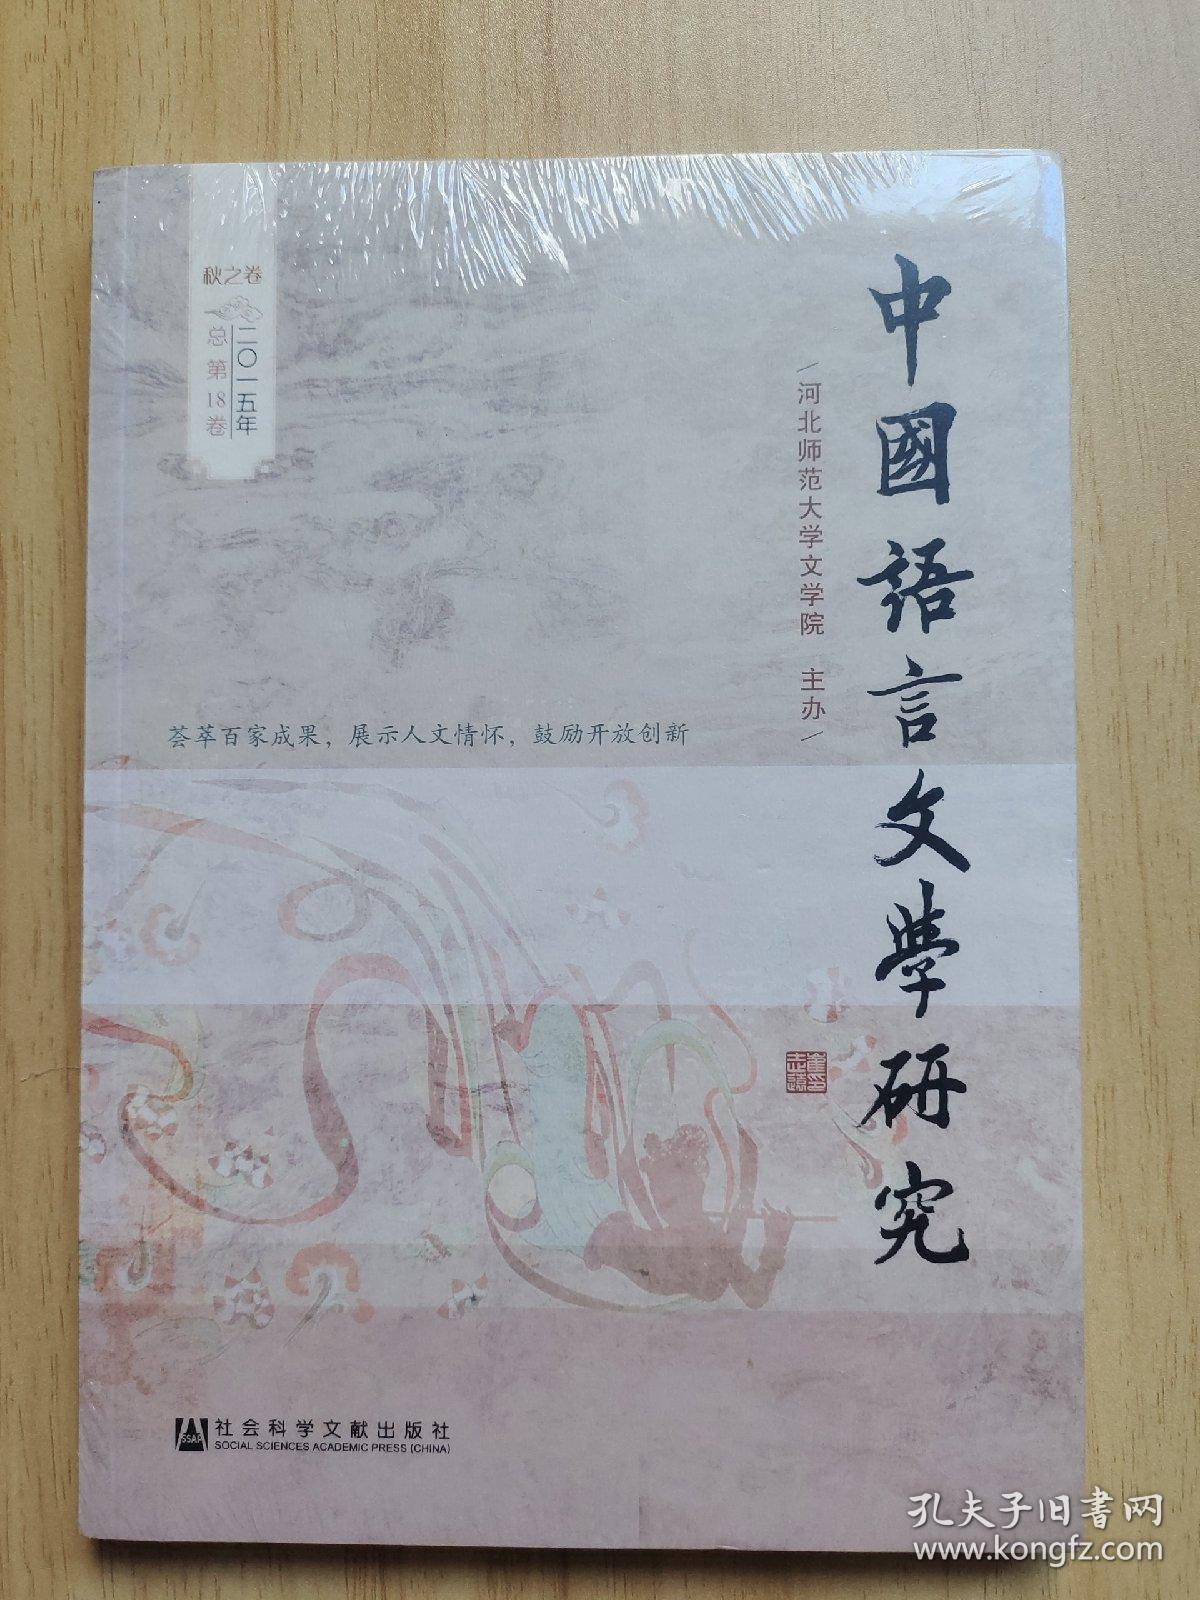 中國語言文學研究
河北师范大学文学院 主办
秋之卷
二〇一五年
总第18卷
荟萃百家成果，展示人文情怀，鼓励开放创新
SSAP
社会科学文献出版社
SOCIAL SCIENCES ACADEMIC PRESS (CHINA)
孔夫子旧書网
www.kongfz.com